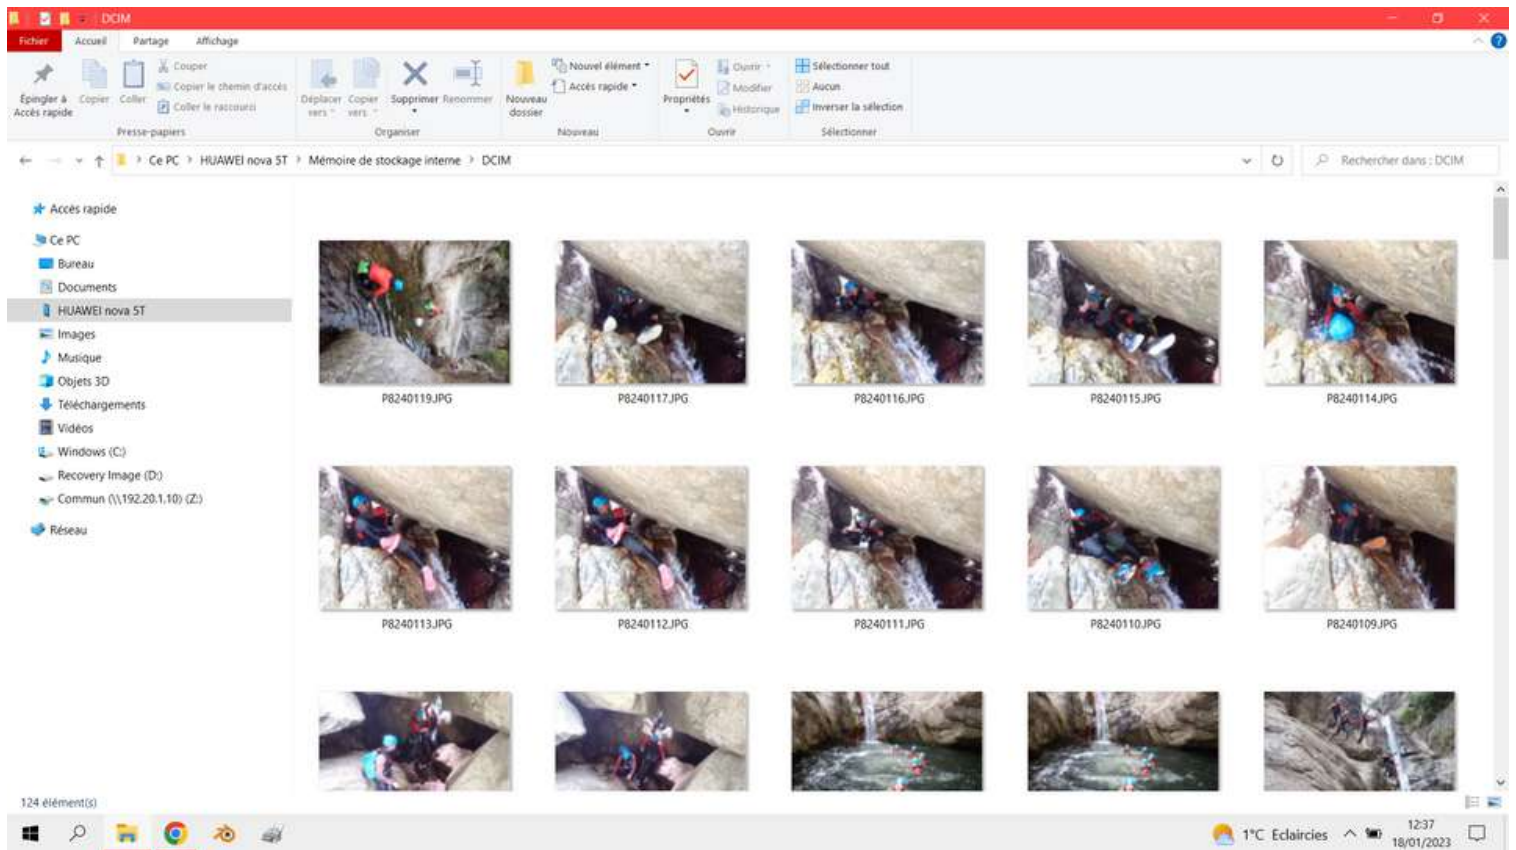 DCIM
Fichier Accueil Partage Affichage
Épingler à Accès rapide
Copier
Coller
Couper
Copier le chemin d'accès
Coller le raccourci
Presse-papiers
Déplacer vers
Copier vers
Supprimer
Renommer
Organiser
Nouveau dossier
Nouvel élément
Accès rapide
Nouveau
Propriétés
Ouvrir
Modifier
Historique
Ouvrir
Sélectionner tout
Aucun
Inverser la sélection
Sélectionner
Ce PC > HUAWEI nova 5T > Mémoire de stockage interne > DCIM
Rechercher dans : DCIM
Accès rapide
Ce PC
Bureau
Documents
HUAWEI nova 5T
Images
Musique
Objets 3D
Téléchargements
Vidéos
Windows (C:)
Recovery Image (D:)
Commun (\\192.20.1.10) (Z:)
Réseau
P8240119.JPG P8240117.JPG P8240116.JPG P8240115.JPG P8240114.JPG
P8240113.JPG P8240112.JPG P8240111.JPG P8240110.JPG P8240109.JPG
124 élément(s)
1°C Eclaircies
12:37
18/01/2023